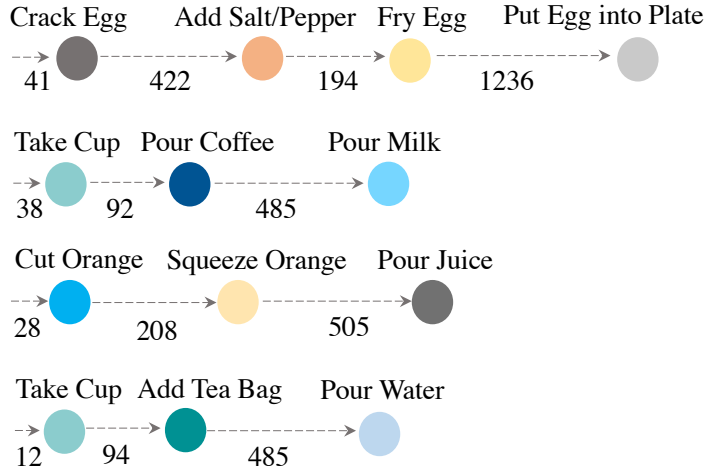 Crack Egg Add Salt/Pepper Fry Egg Put Egg into Plate
41 422 194 1236
Take Cup Pour Coffee Pour Milk
38 92 485
Cut Orange Squeeze Orange Pour Juice
28 208 505
Take Cup Add Tea Bag Pour Water
12 94 485